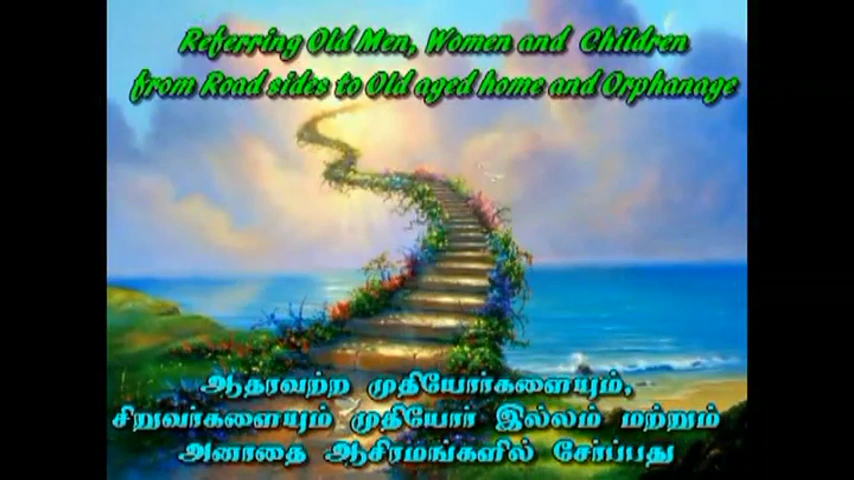 Referring Old Men, Women and Children
from Road sides to Old aged home and Orphanage
ஆதரவற்ற முதியோர்களையும்,
சிறுவர்களையும் முதியோர் இல்லம் மற்றும்
அனாதை ஆசிரமங்களில் சேர்ப்பது